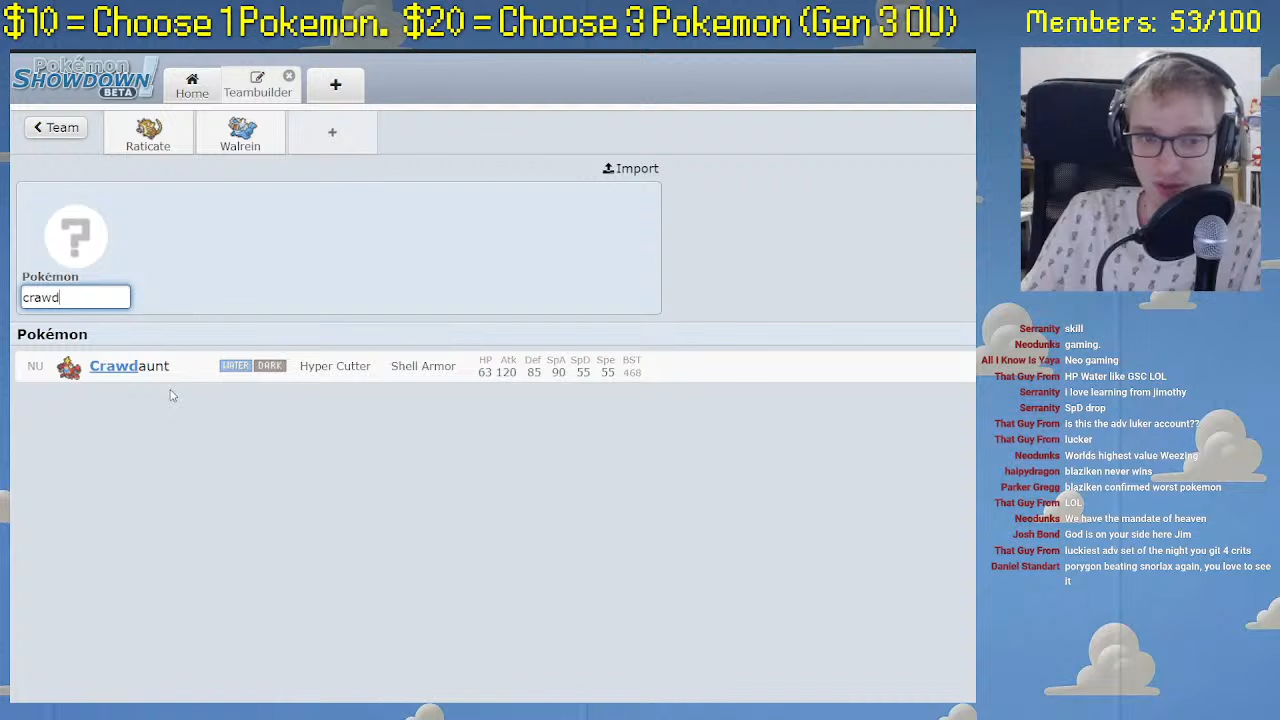 $10 = Choose 1 Pokemon. $20 = Choose 3 Pokemon (Gen 3 OU)
Members: 53/100
Pokémon
SHOWDOWN!
BETA
Home
Teambuilder
+
Team
Raticate
Walrein
+
Import
?
Pokémon
crawd
Pokémon
NU Crawdaunt WATER DARK Hyper Cutter Shell Armor HP 63 Atk 120 Def 85 SpA 90 SpD 55 Spe 55 BST 468
Serranity skill
Neodunks gaming.
All I Know Is Yaya Neo gaming
That Guy From HP Water like GSC LOL
Serranity i love learning from jimothy
Serranity SpD drop
That Guy From is this the adv luker account??
That Guy From lucker
Neodunks Worlds highest value Weezing
haipydragon blaziken never wins
Parker Gregg blaziken confirmed worst pokemon
That Guy From LOL
Neodunks We have the mandate of heaven
Josh Bond God is on your side here Jim
That Guy From luckiest adv set of the night you git 4 crits
Daniel Standart porygon beating snorlax again, you love to see
it